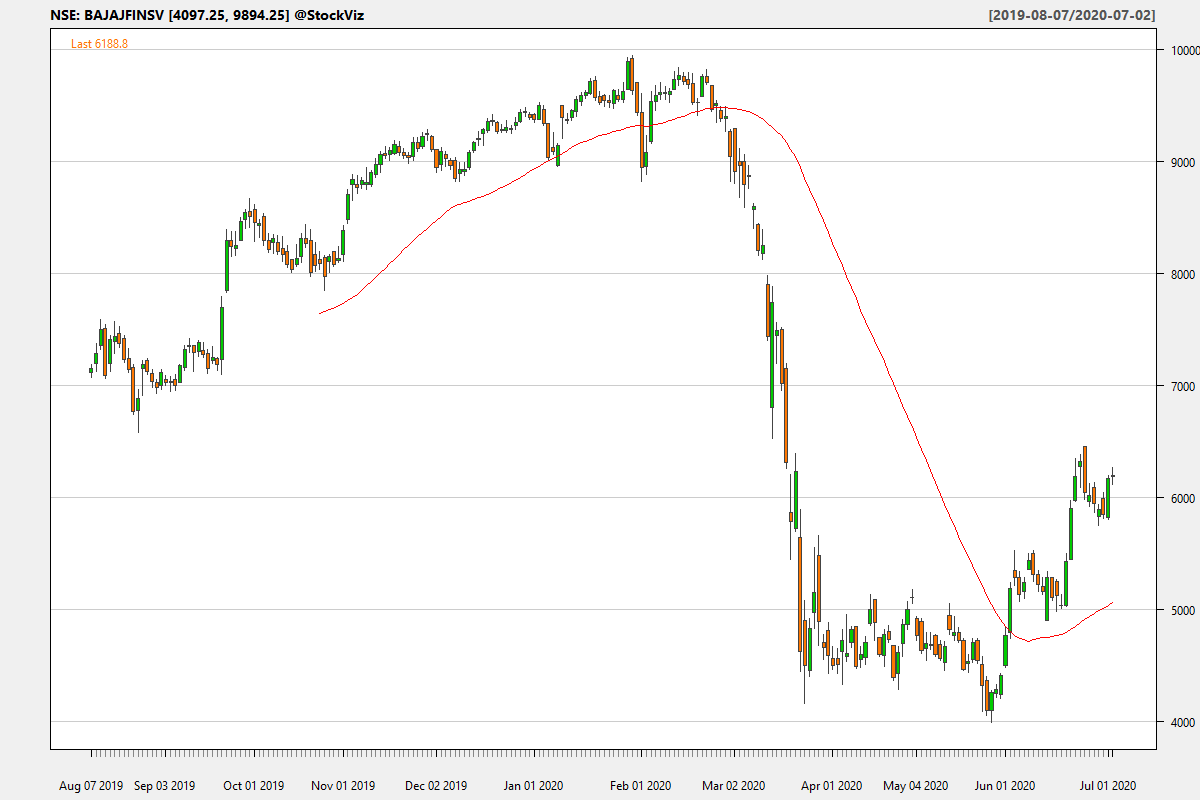 NSE: BAJAJFINSV [4097.25, 9894.25] @StockViz
[2019-08-07/2020-07-02]
Last 6188.8
10000
9000
8000
7000
6000
5000
4000
Aug 07 2019 Sep 03 2019 Oct 01 2019 Nov 01 2019 Dec 02 2019 Jan 01 2020 Feb 01 2020 Mar 02 2020 Apr 01 2020 May 04 2020 Jun 01 2020 Jul 01 2020